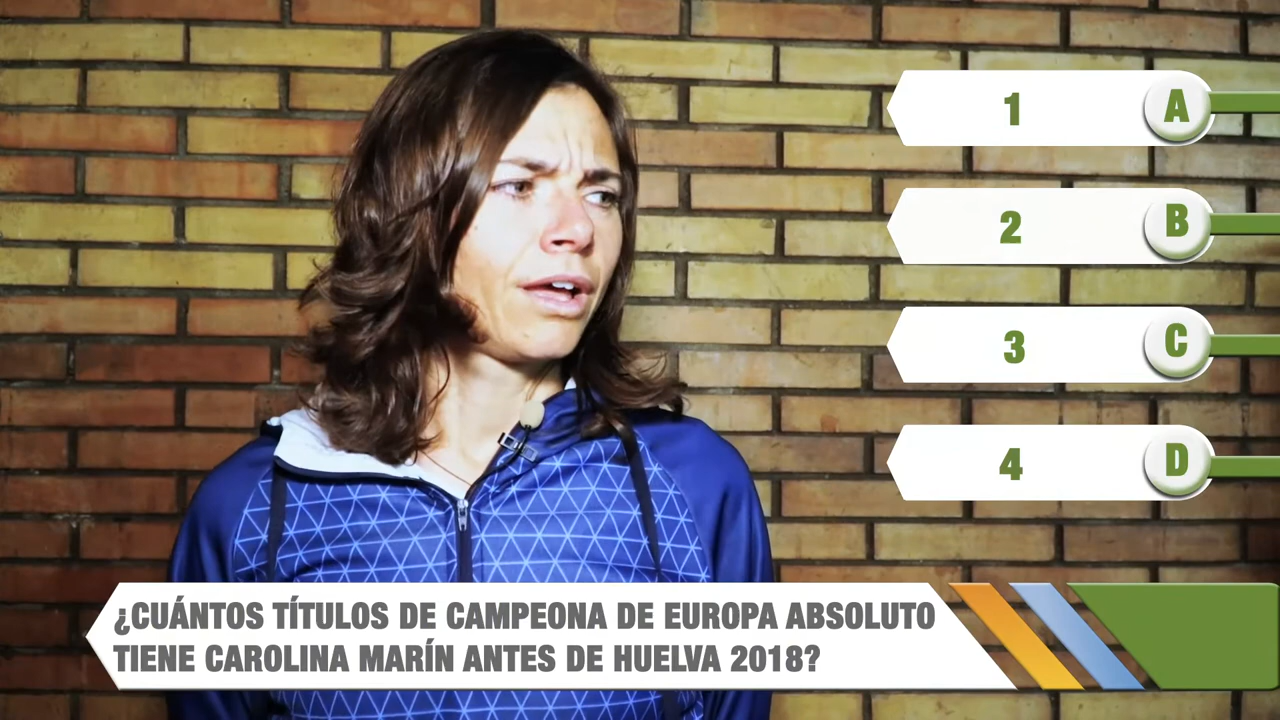 1 A
2 B
3 C
4 D
¿CUÁNTOS TÍTULOS DE CAMPEONA DE EUROPA ABSOLUTO
TIENE CAROLINA MARÍN ANTES DE HUELVA 2018?